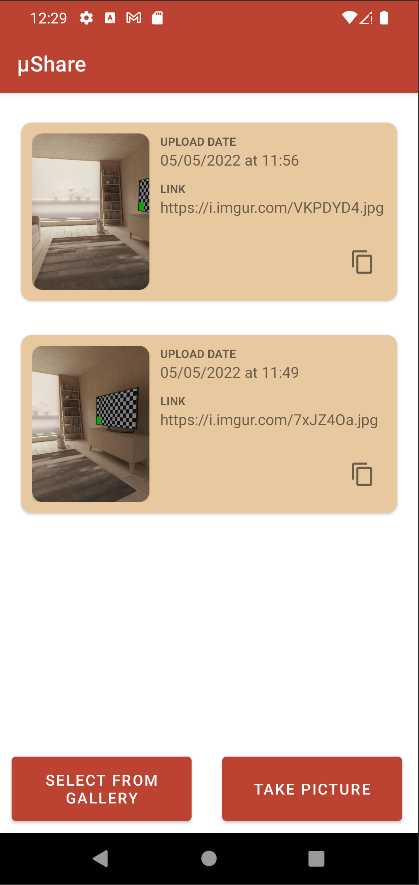 12:29
µShare
UPLOAD DATE
05/05/2022 at 11:56
LINK
https://i.imgur.com/VKPDYD4.jpg
UPLOAD DATE
05/05/2022 at 11:49
LINK
https://i.imgur.com/7xJZ4Oa.jpg
SELECT FROM
GALLERY
TAKE PICTURE